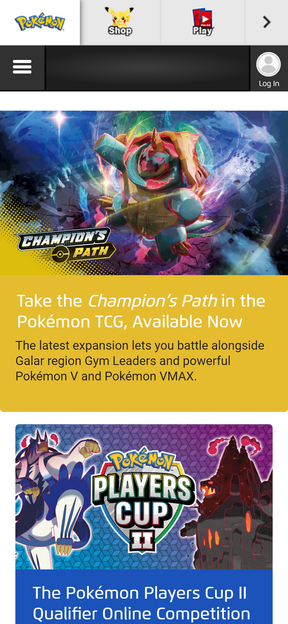 Pokémon
Shop
Play
Log In
CHAMPION'S
PATH
Take the Champion's Path in the
Pokémon TCG, Available Now
The latest expansion lets you battle alongside
Galar region Gym Leaders and powerful
Pokémon V and Pokémon VMAX.
Pokémon
PLAYERS
CUP
II
The Pokémon Players Cup II
Qualifier Online Competition